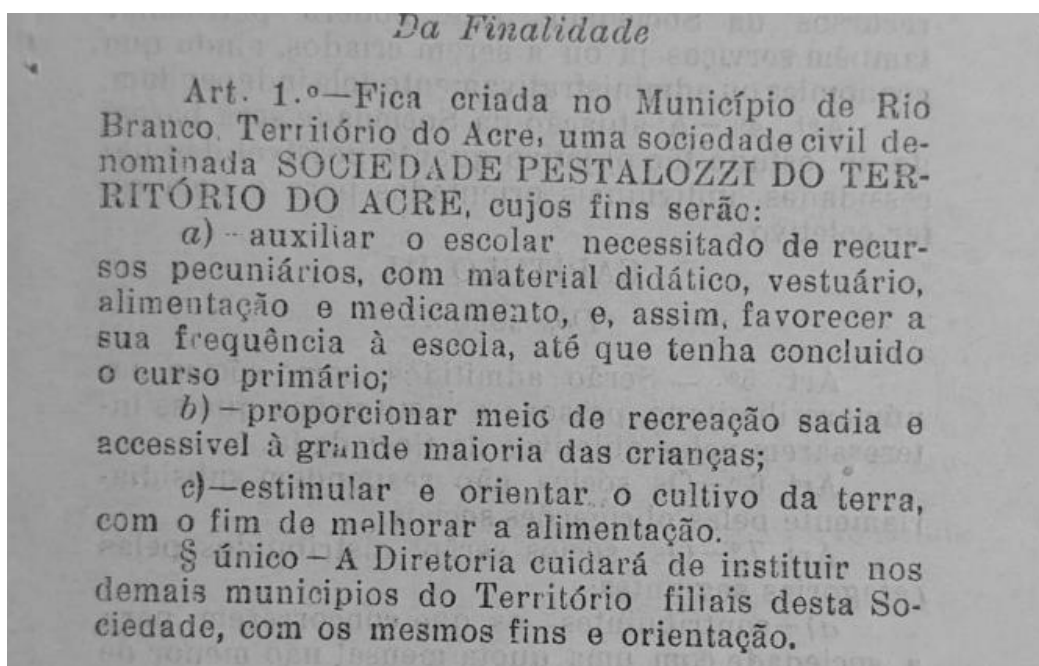 Da Finalidade
Art. 1.º—Fica criada no Município de Rio
Branco, Território do Acre, uma sociedade civil de-
nominada SOCIEDADE PESTALOZZI DO TER-
RITÓRIO DO ACRE, cujos fins serão:
a) - auxiliar o escolar necessitado de recur-
sos pecuniários, com material didático, vestuário,
alimentação e medicamento, e, assim, favorecer a
sua frequência à escola, até que tenha concluido
o curso primário;
b) — proporcionar meio de recreação sadia e
accessivel à grande maioria das crianças;
c)—estimular e orientar o cultivo da terra,
com o fim de melhorar a alimentação.
§ único — A Diretoria cuidará de instituir nos
demais municipios do Território filiais desta So-
ciedade, com os mesmos fins e orientação.